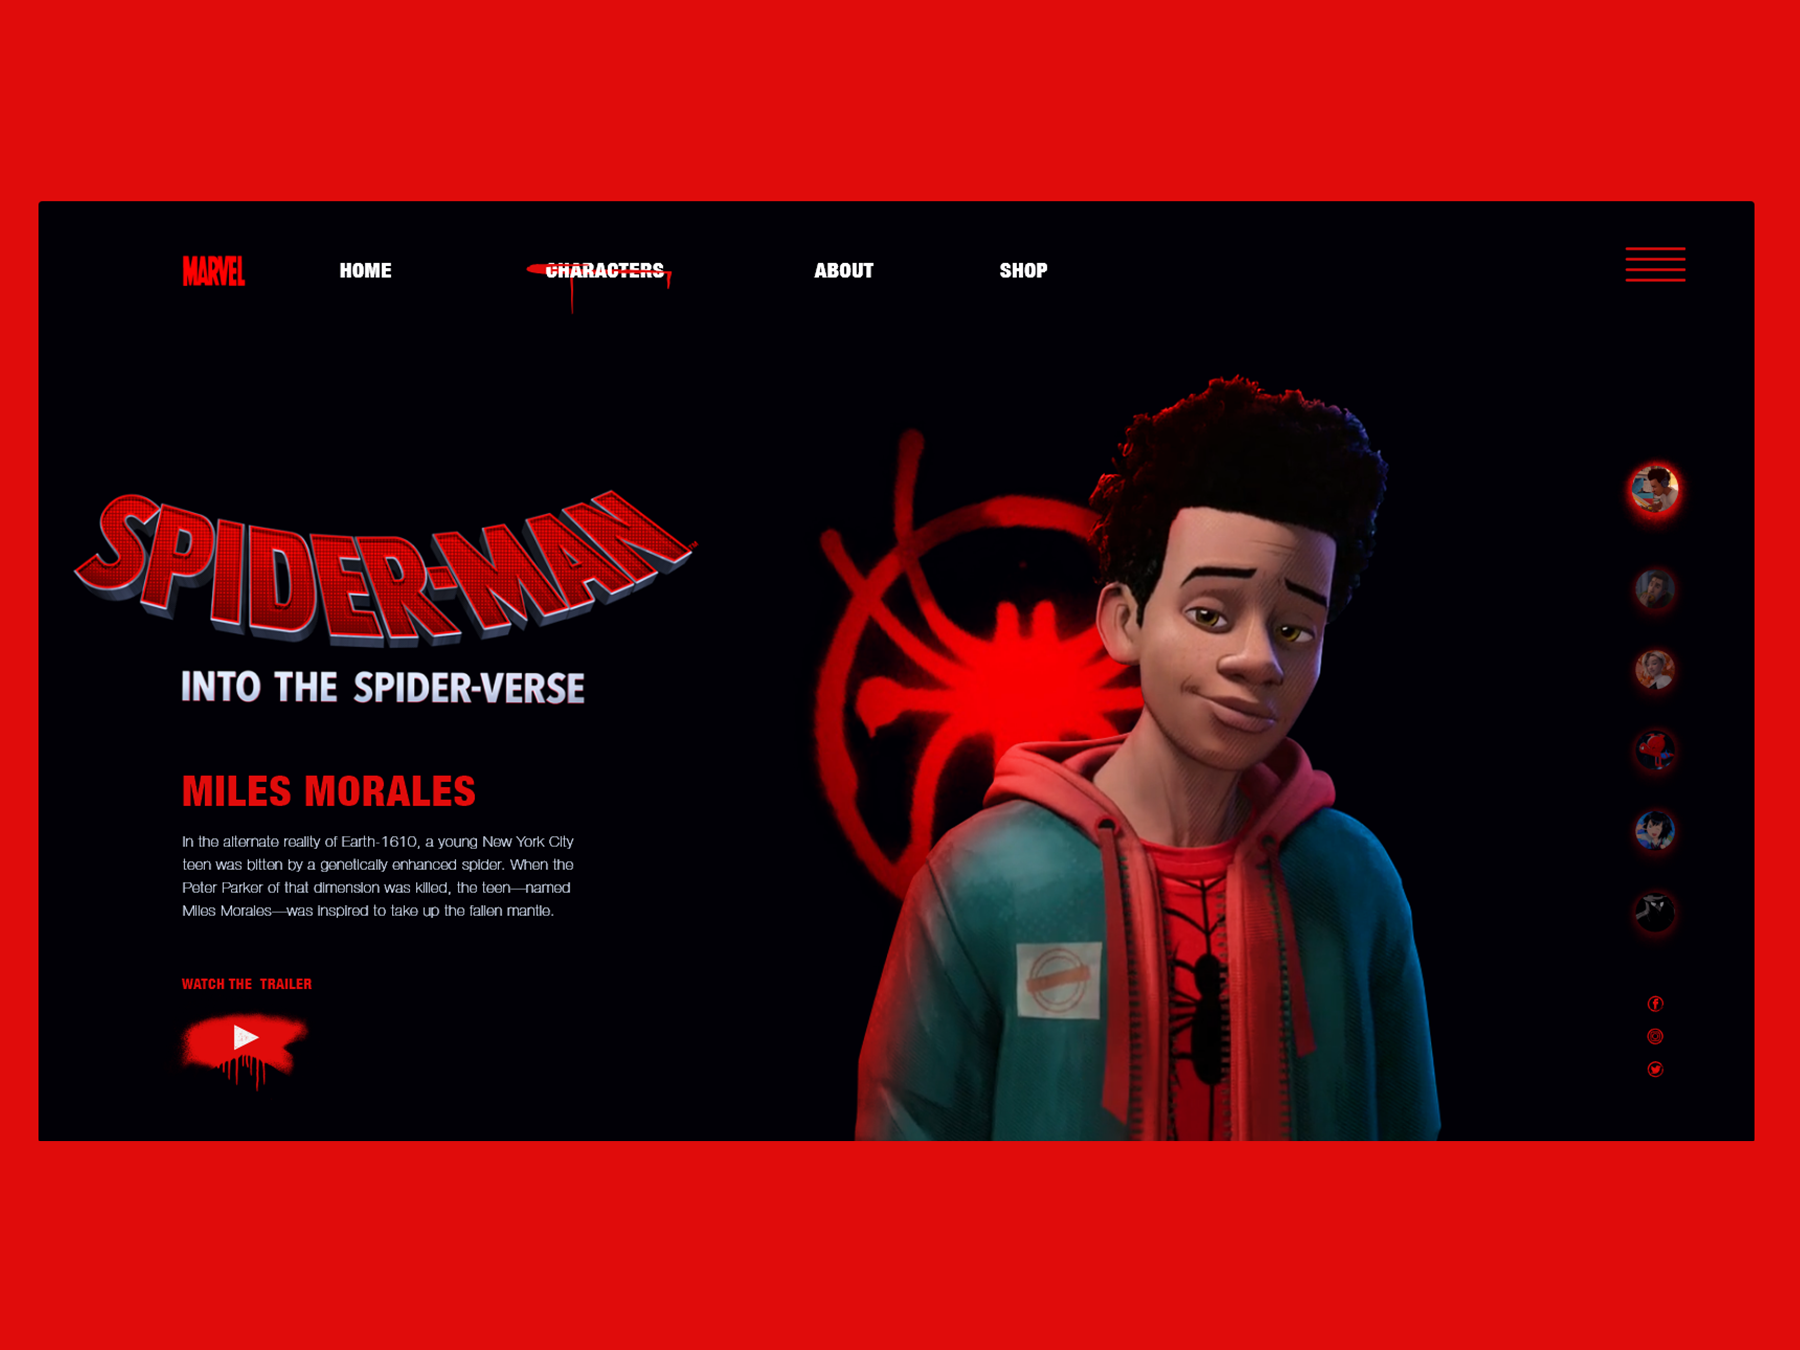 MARVEL
HOME
CHARACTERS
ABOUT
SHOP
SPIDER-MAN™
INTO THE SPIDER-VERSE
MILES MORALES
In the alternate reality of Earth-1610, a young New York City
teen was bitten by a genetically enhanced spider. When the
Peter Parker of that dimension was killed, the teen—named
Miles Morales—was inspired to take up the fallen mantle.
WATCH THE TRAILER